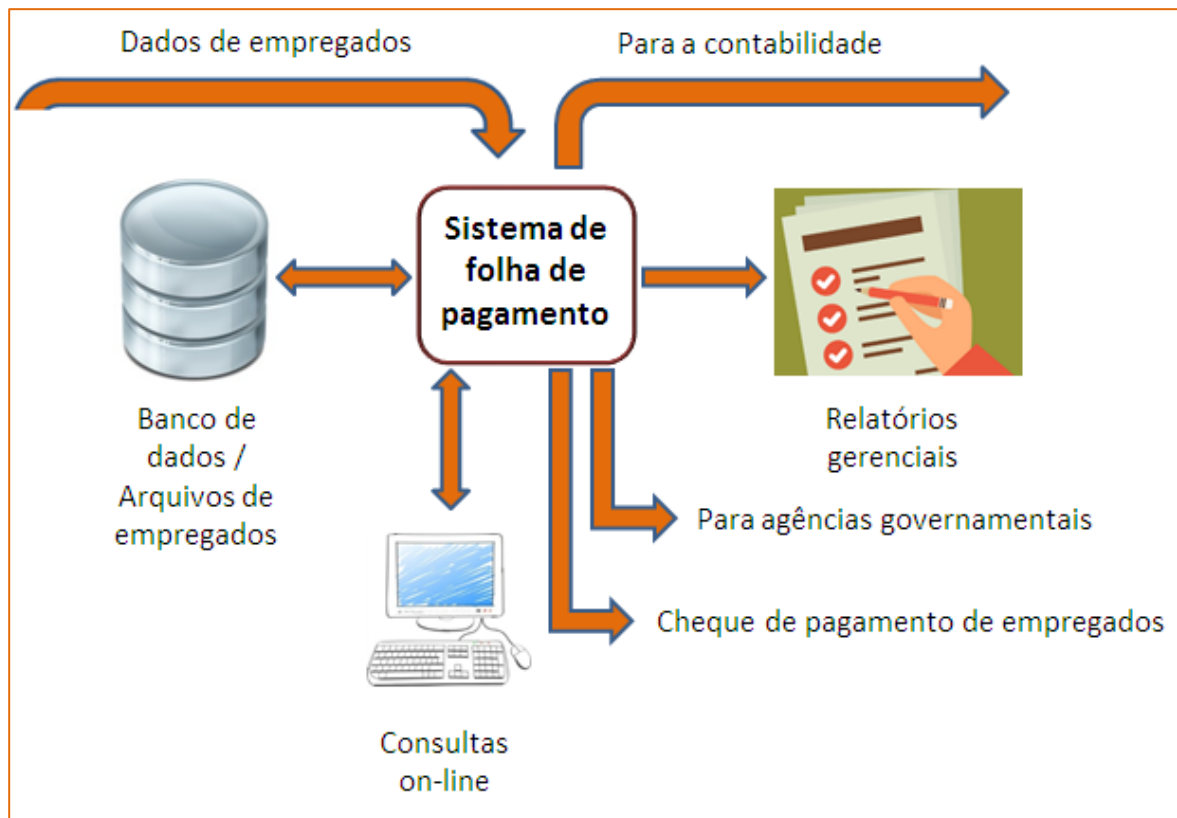 Dados de empregados
Para a contabilidade
Sistema de
folha de
pagamento
Banco de
dados /
Arquivos de
empregados
Relatórios
gerenciais
Para agências governamentais
Cheque de pagamento de empregados
Consultas
on-line